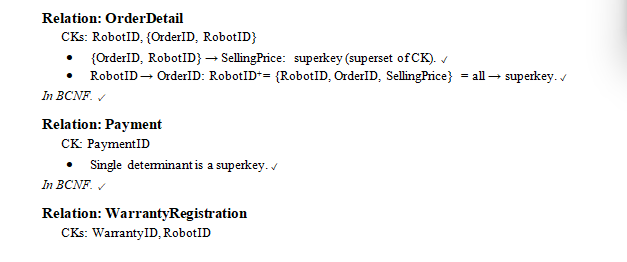 Relation: OrderDetail
CKs: RobotID, {OrderID, RobotID}
• {OrderID, RobotID} → SellingPrice: superkey (superset of CK). ✓
• RobotID → OrderID: RobotID⁺= {RobotID, OrderID, SellingPrice} = all → superkey. ✓
In BCNF. ✓
Relation: Payment
CK: PaymentID
• Single determinant is a superkey. ✓
In BCNF. ✓
Relation: WarrantyRegistration
CKs: WarrantyID, RobotID